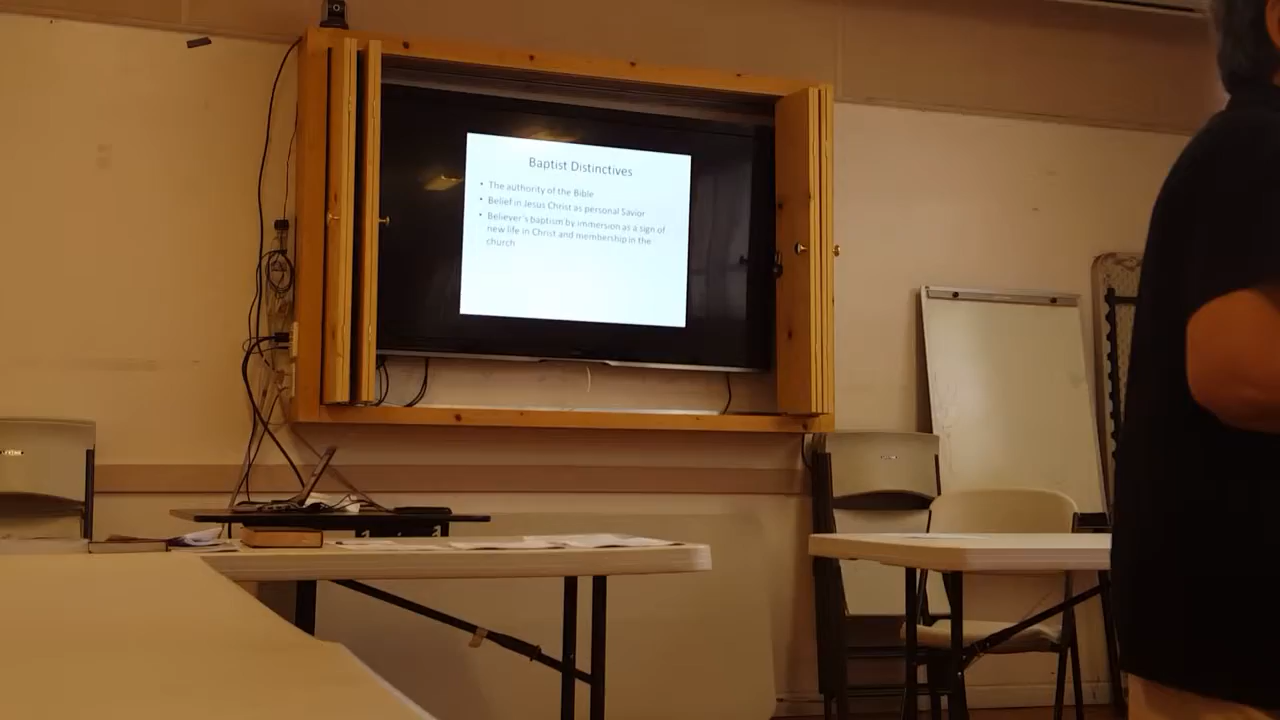 Baptist Distinctives
• The authority of the Bible
• Belief in Jesus Christ as personal Savior
• Believer's baptism by immersion as a sign of
new life in Christ and membership in the
church